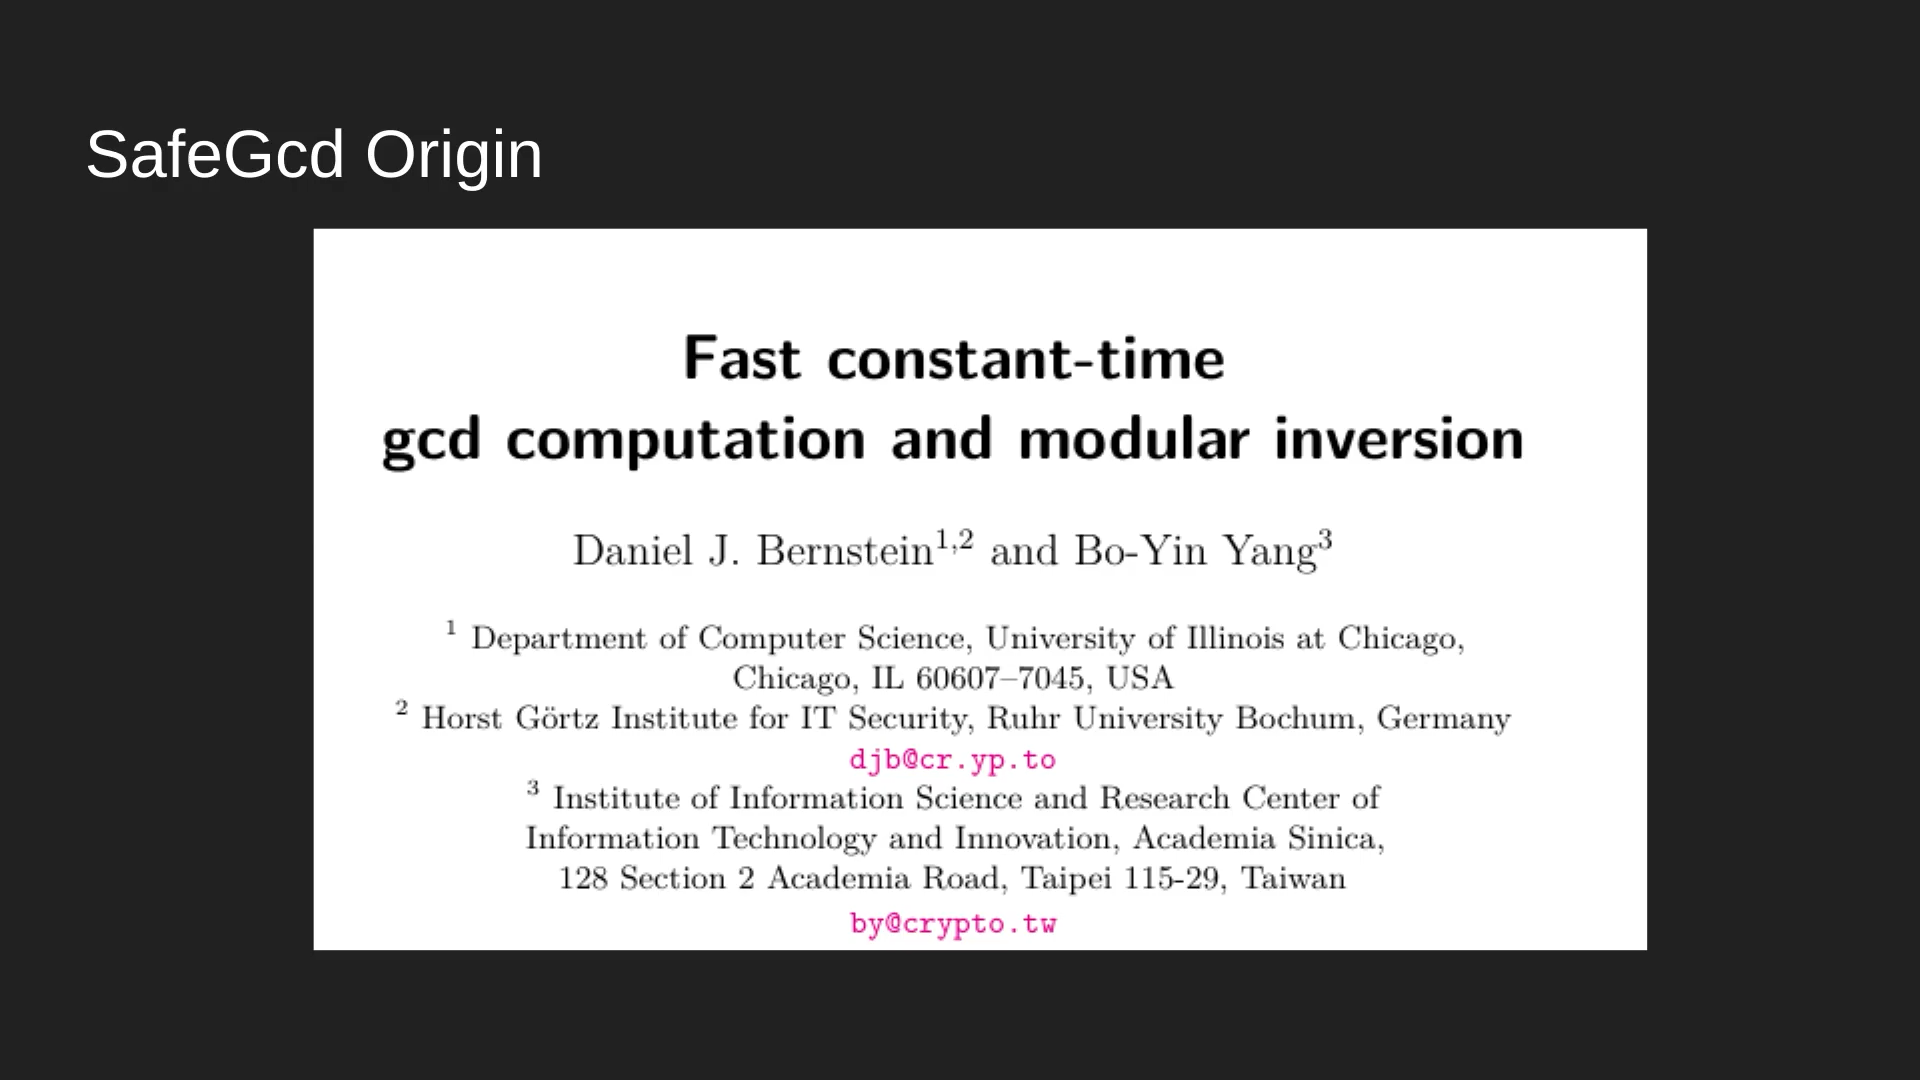 SafeGcd Origin
Fast constant-time
gcd computation and modular inversion
Daniel J. Bernstein1,2 and Bo-Yin Yang3
1 Department of Computer Science, University of Illinois at Chicago,
Chicago, IL 60607–7045, USA
2 Horst Görtz Institute for IT Security, Ruhr University Bochum, Germany
djb@cr.yp.to
3 Institute of Information Science and Research Center of
Information Technology and Innovation, Academia Sinica,
128 Section 2 Academia Road, Taipei 115-29, Taiwan
by@crypto.tw